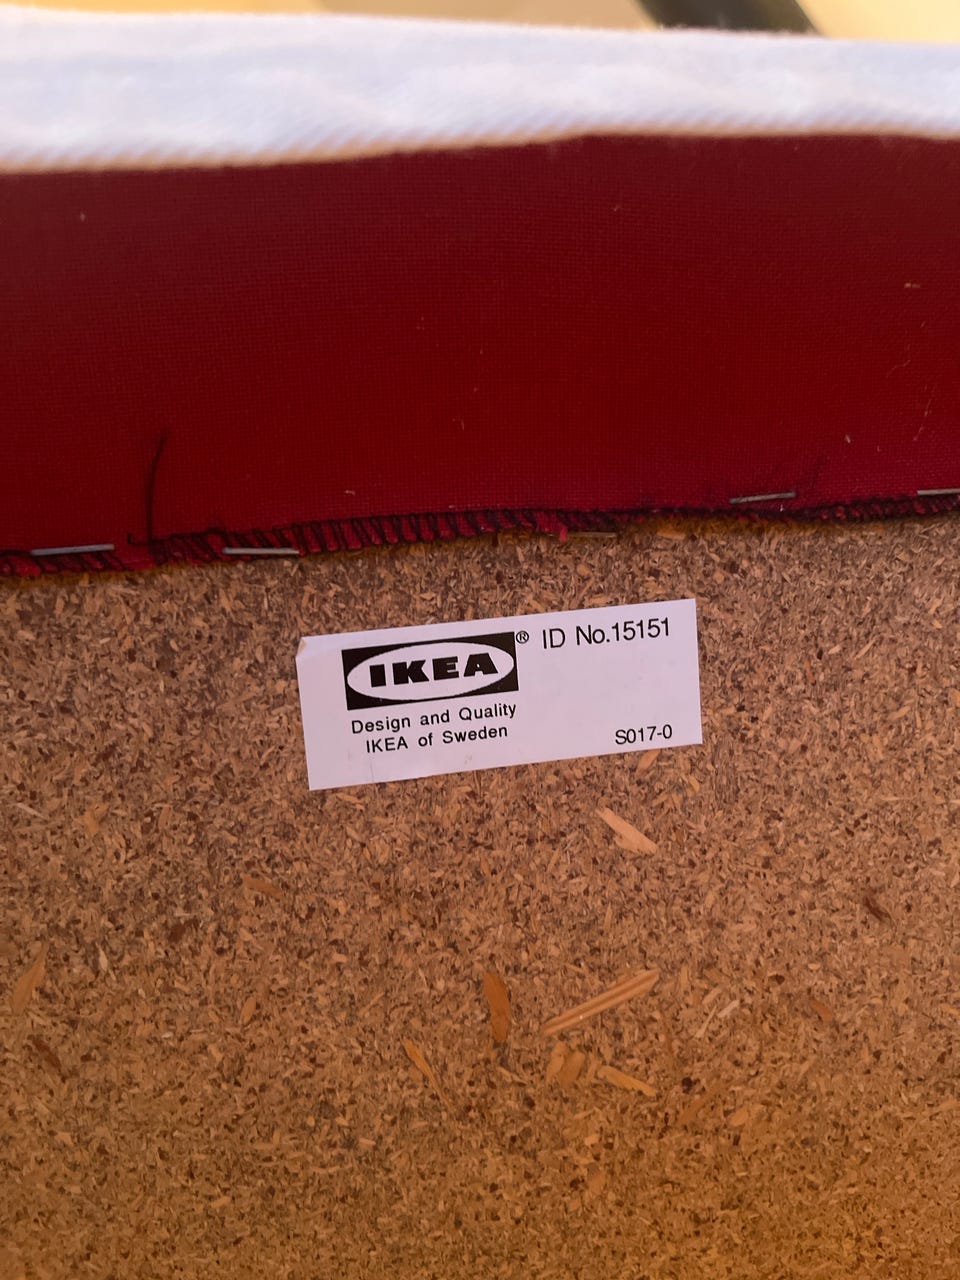 IKEA® ID No.15151
Design and Quality
IKEA of Sweden
S017-0